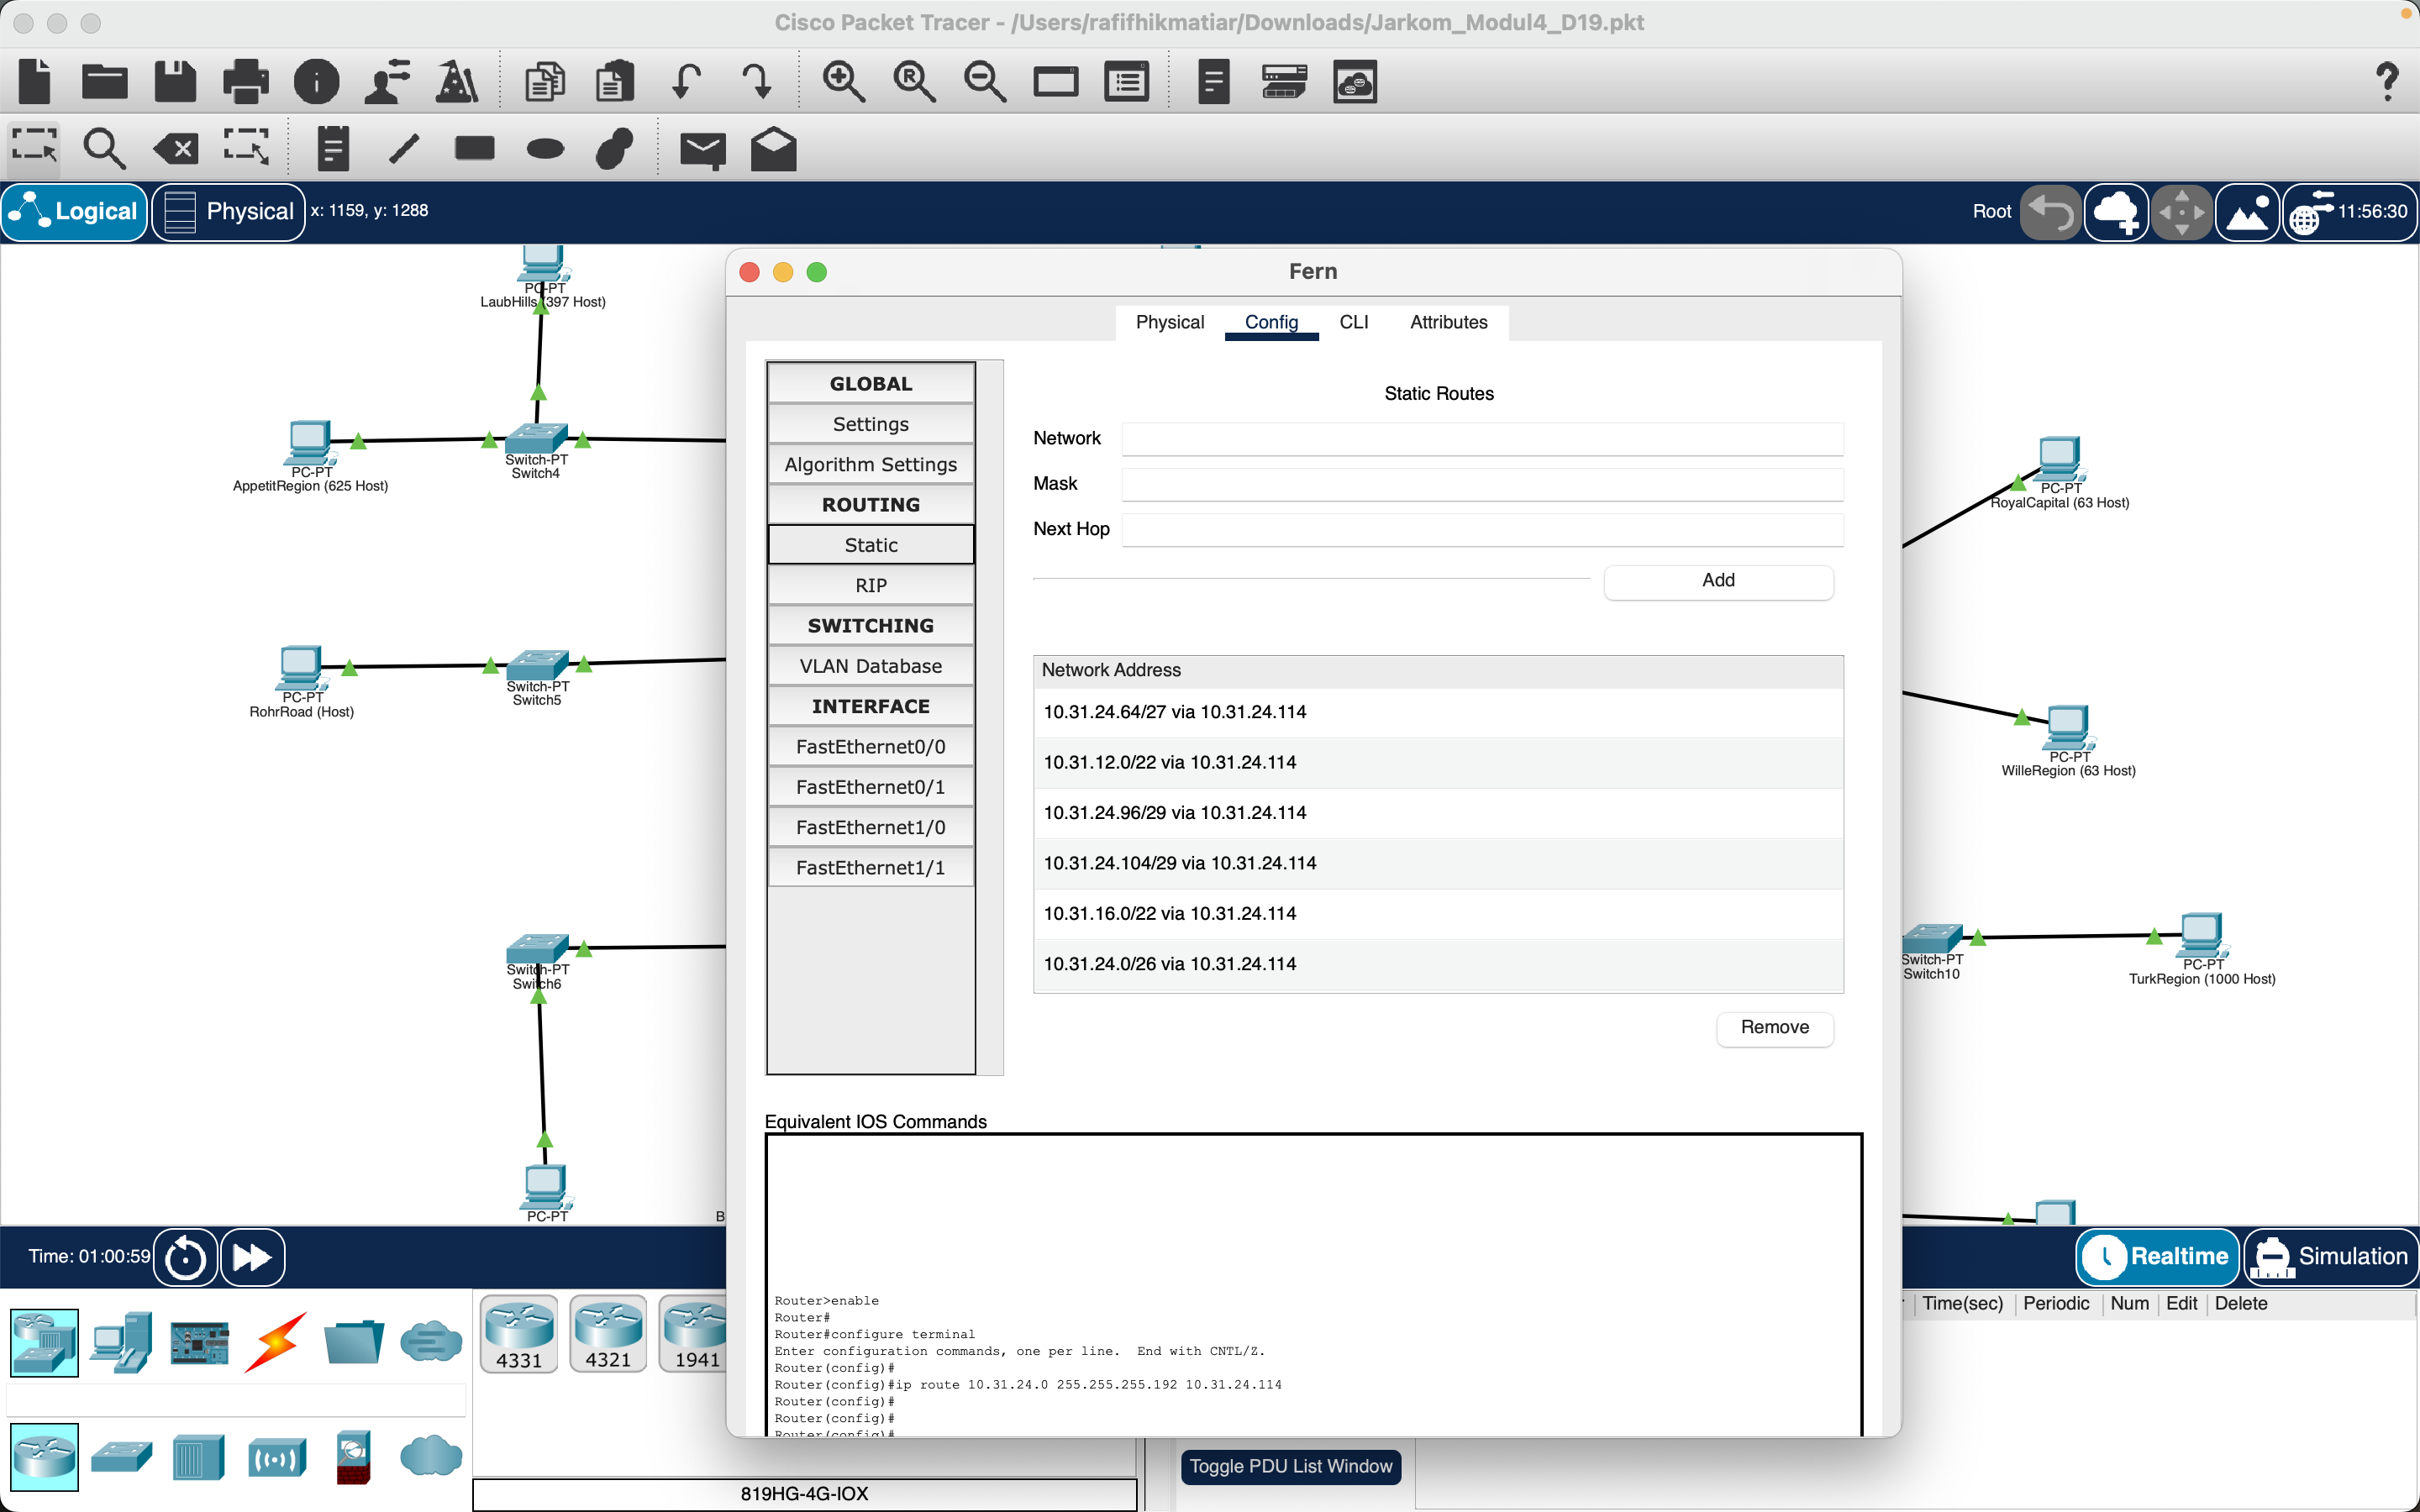 Cisco Packet Tracer - /Users/rafifhikmatiar/Downloads/Jarkom_Modul4_D19.pkt
Logical
Physical
x: 1159, y: 1288
Root
11:56:30
PC-PT
LaubHills (397 Host)
PC-PT
AppetitRegion (625 Host)
Switch-PT
Switch4
PC-PT
RohrRoad (Host)
Switch-PT
Switch5
Switch-PT
Switch6
PC-PT
B
Fern
Physical
Config
CLI
Attributes
GLOBAL
Settings
Algorithm Settings
ROUTING
Static
RIP
SWITCHING
VLAN Database
INTERFACE
FastEthernet0/0
FastEthernet0/1
FastEthernet1/0
FastEthernet1/1
Static Routes
Network
Mask
Next Hop
Add
Network Address
10.31.24.64/27 via 10.31.24.114
10.31.12.0/22 via 10.31.24.114
10.31.24.96/29 via 10.31.24.114
10.31.24.104/29 via 10.31.24.114
10.31.16.0/22 via 10.31.24.114
10.31.24.0/26 via 10.31.24.114
Remove
Equivalent IOS Commands
Router>enable
Router#
Router#configure terminal
Enter configuration commands, one per line.  End with CNTL/Z.
Router(config)#
Router(config)#ip route 10.31.24.0 255.255.255.192 10.31.24.114
Router(config)#
Router(config)#
Router(config)#
PC-PT
RoyalCapital (63 Host)
PC-PT
WilleRegion (63 Host)
Switch-PT
Switch10
PC-PT
TurkRegion (1000 Host)
Time: 01:00:59
Realtime
Simulation
4331
4321
1941
Time(sec)
Periodic
Num
Edit
Delete
Toggle PDU List Window
819HG-4G-IOX